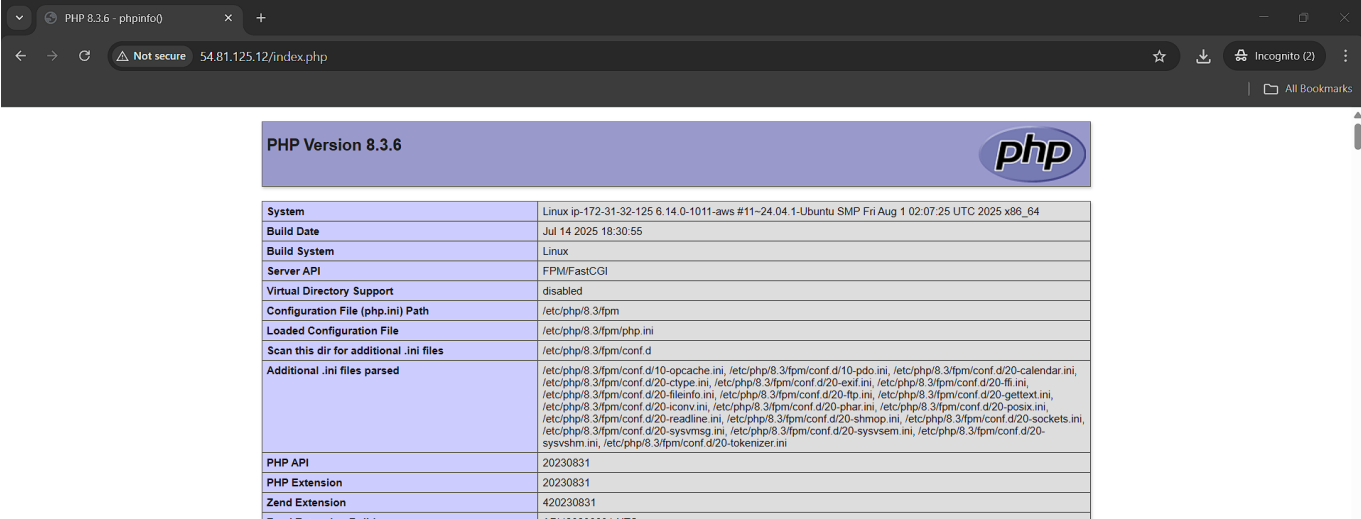 PHP 8.3.6 - phpinfo()
Not secure
54.81.125.12/index.php
Incognito (2)
All Bookmarks
PHP Version 8.3.6
php
System Linux ip-172-31-32-125 6.14.0-1011-aws #11~24.04.1-Ubuntu SMP Fri Aug 1 02:07:25 UTC 2025 x86_64
Build Date Jul 14 2025 18:30:55
Build System Linux
Server API FPM/FastCGI
Virtual Directory Support disabled
Configuration File (php.ini) Path /etc/php/8.3/fpm
Loaded Configuration File /etc/php/8.3/fpm/php.ini
Scan this dir for additional .ini files /etc/php/8.3/fpm/conf.d
Additional .ini files parsed /etc/php/8.3/fpm/conf.d/10-opcache.ini, /etc/php/8.3/fpm/conf.d/10-pdo.ini, /etc/php/8.3/fpm/conf.d/20-calendar.ini,
/etc/php/8.3/fpm/conf.d/20-ctype.ini, /etc/php/8.3/fpm/conf.d/20-exif.ini, /etc/php/8.3/fpm/conf.d/20-ffi.ini,
/etc/php/8.3/fpm/conf.d/20-fileinfo.ini, /etc/php/8.3/fpm/conf.d/20-ftp.ini, /etc/php/8.3/fpm/conf.d/20-gettext.ini,
/etc/php/8.3/fpm/conf.d/20-iconv.ini, /etc/php/8.3/fpm/conf.d/20-phar.ini, /etc/php/8.3/fpm/conf.d/20-posix.ini,
/etc/php/8.3/fpm/conf.d/20-readline.ini, /etc/php/8.3/fpm/conf.d/20-shmop.ini, /etc/php/8.3/fpm/conf.d/20-sockets.ini,
/etc/php/8.3/fpm/conf.d/20-sysvmsg.ini, /etc/php/8.3/fpm/conf.d/20-sysvsem.ini, /etc/php/8.3/fpm/conf.d/20-
sysvshm.ini, /etc/php/8.3/fpm/conf.d/20-tokenizer.ini
PHP API 20230831
PHP Extension 20230831
Zend Extension 420230831